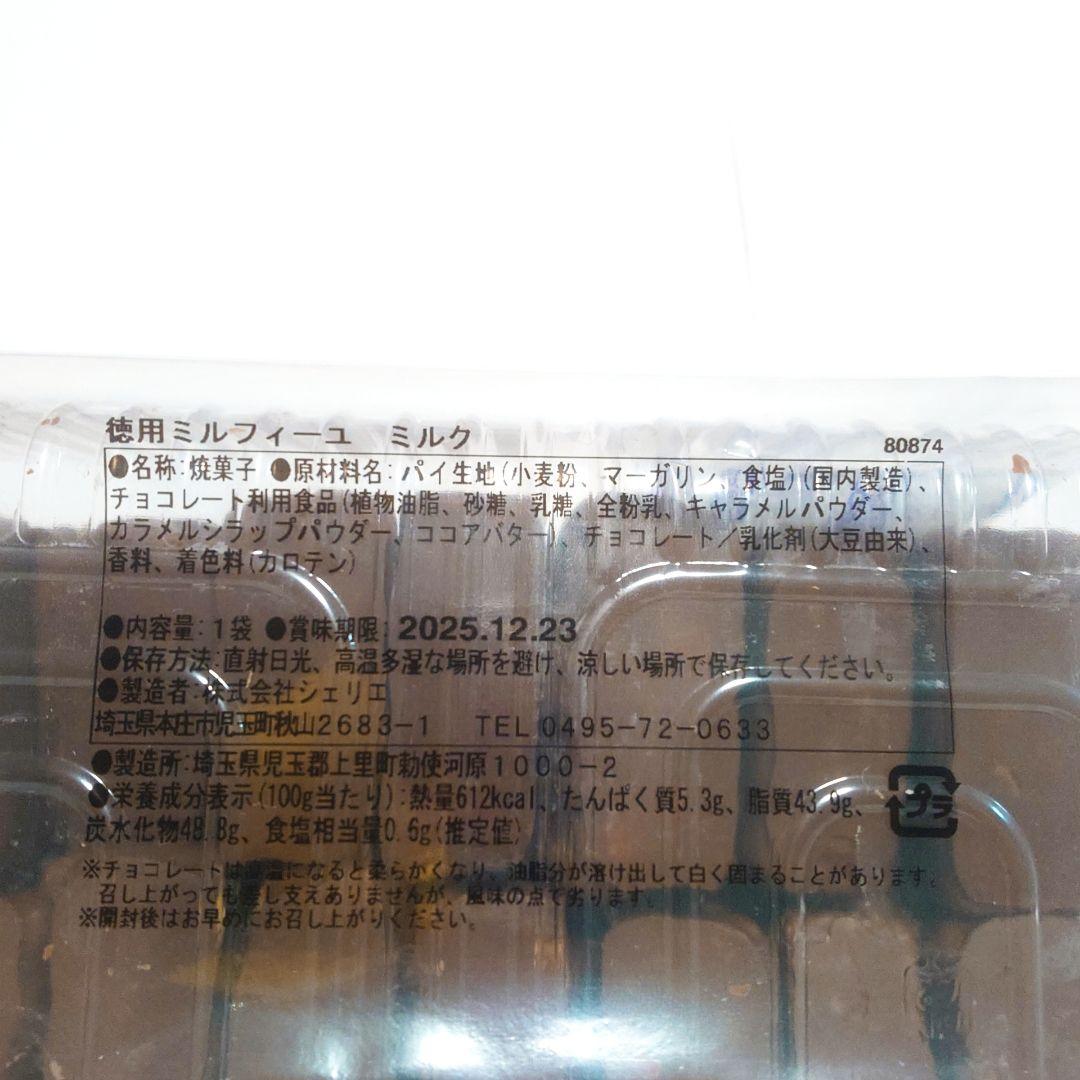 徳用ミルフィーユ　ミルク
80874
●名称：焼菓子 ●原材料名：パイ生地（小麦粉、マーガリン、食塩）（国内製造）、
チョコレート利用食品（植物油脂、砂糖、乳糖、全粉乳、キャラメルパウダー、
カラメルシラップパウダー、ココアバター）、チョコレート／乳化剤（大豆由来）、
香料、着色料（カロテン）
●内容量：１袋 ●賞味期限：2025.12.23
●保存方法：直射日光、高温多湿な場所を避け、涼しい場所で保存してください。
●製造者：株式会社シェリエ
埼玉県本庄市児玉町秋山２６８３－１　TEL ０４９５－７２－０６３３
●製造所：埼玉県児玉郡上里町勅使河原１０００－２
●栄養成分表示（100g当たり）：熱量612kcal、たんぱく質5.3g、脂質43.9g、
炭水化物48.8g、食塩相当量0.6g（推定値）
プラ
※チョコレートは高温になると柔らかくなり、油脂分が溶け出して白く固まることがあります。
召し上がっても差し支えありませんが、風味の点で劣ります。
※開封後はお早めにお召し上がりください。